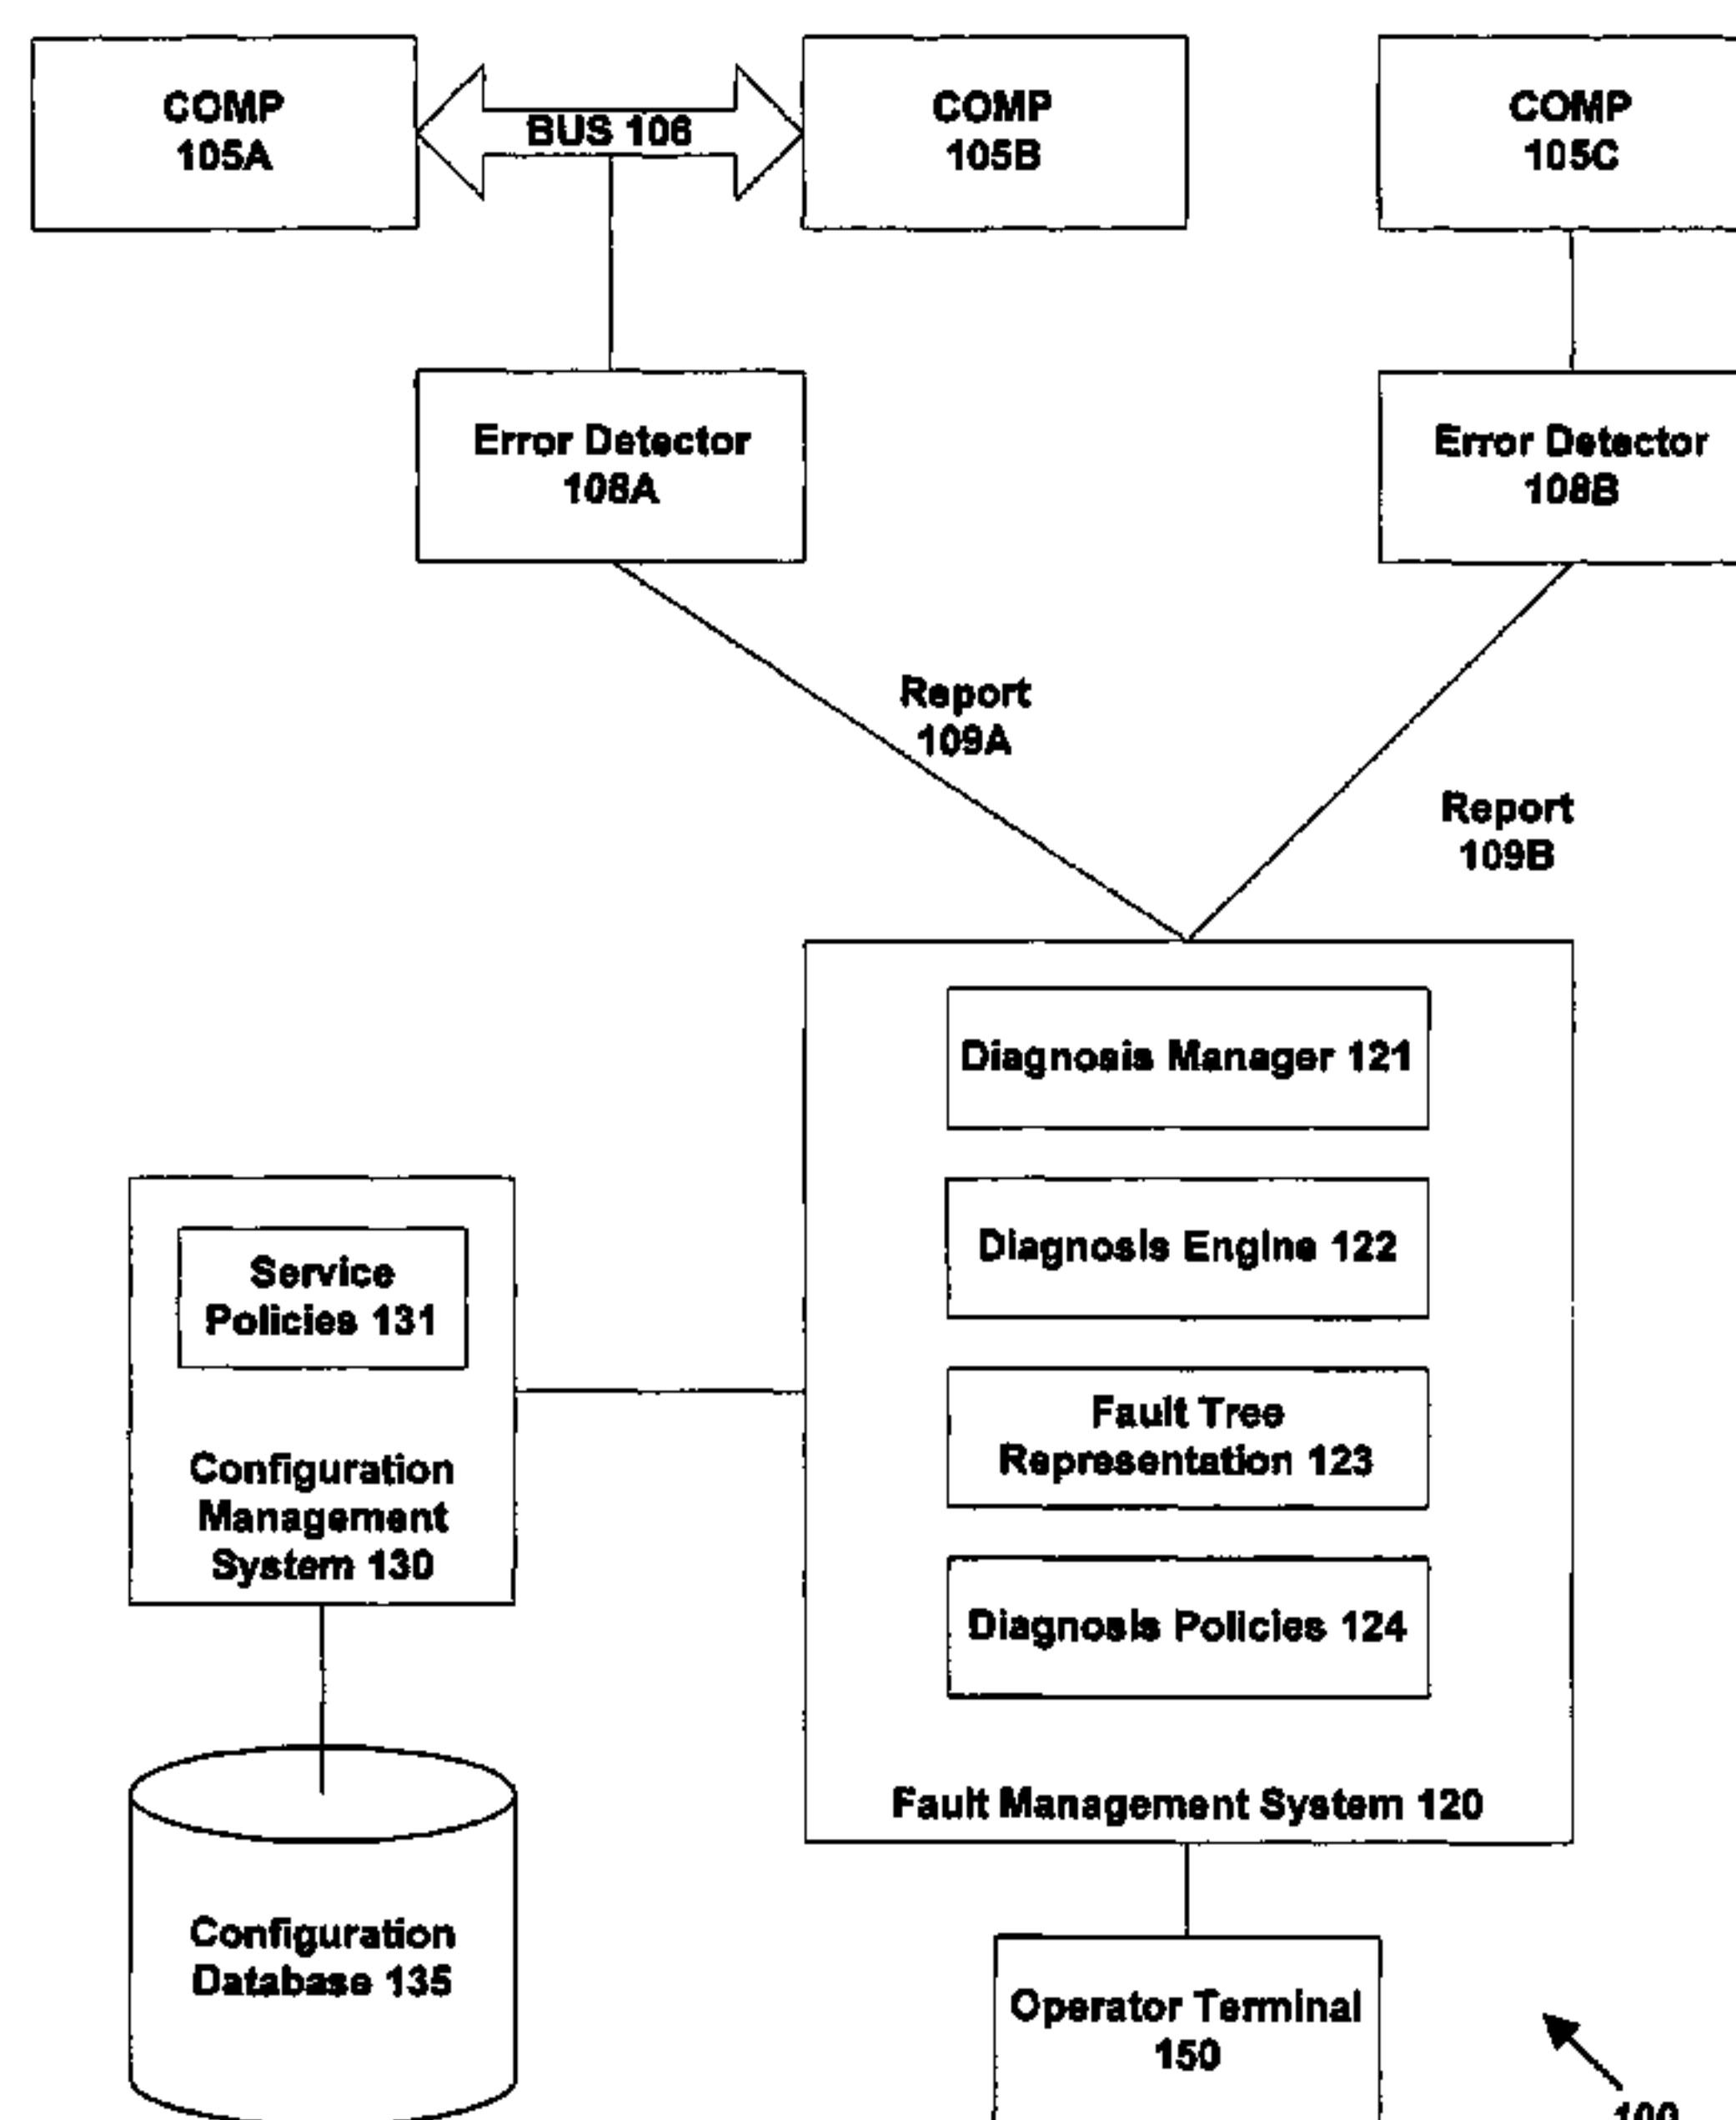 COMP
105A
BUS 106
COMP
105B
COMP
105C
Error Detector
108A
Error Detector
108B
Report
109A
Report
109B
Diagnosis Manager 121
Diagnosis Engine 122
Fault Tree
Representation 123
Diagnosis Policies 124
Fault Management System 120
Service
Policies 131
Configuration
Management
System 130
Configuration
Database 135
Operator Terminal
150
100